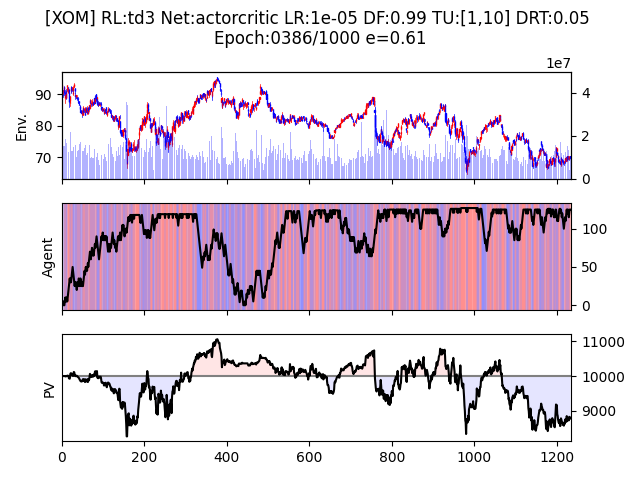 [XOM] RL:td3 Net:actorcritic LR:1e-05 DF:0.99 TU:[1,10] DRT:0.05
Epoch:0386/1000 e=0.61
1e7
Env.
90
80
70
4
2
0
Agent
100
50
0
PV
11000
10000
9000
0 200 400 600 800 1000 1200